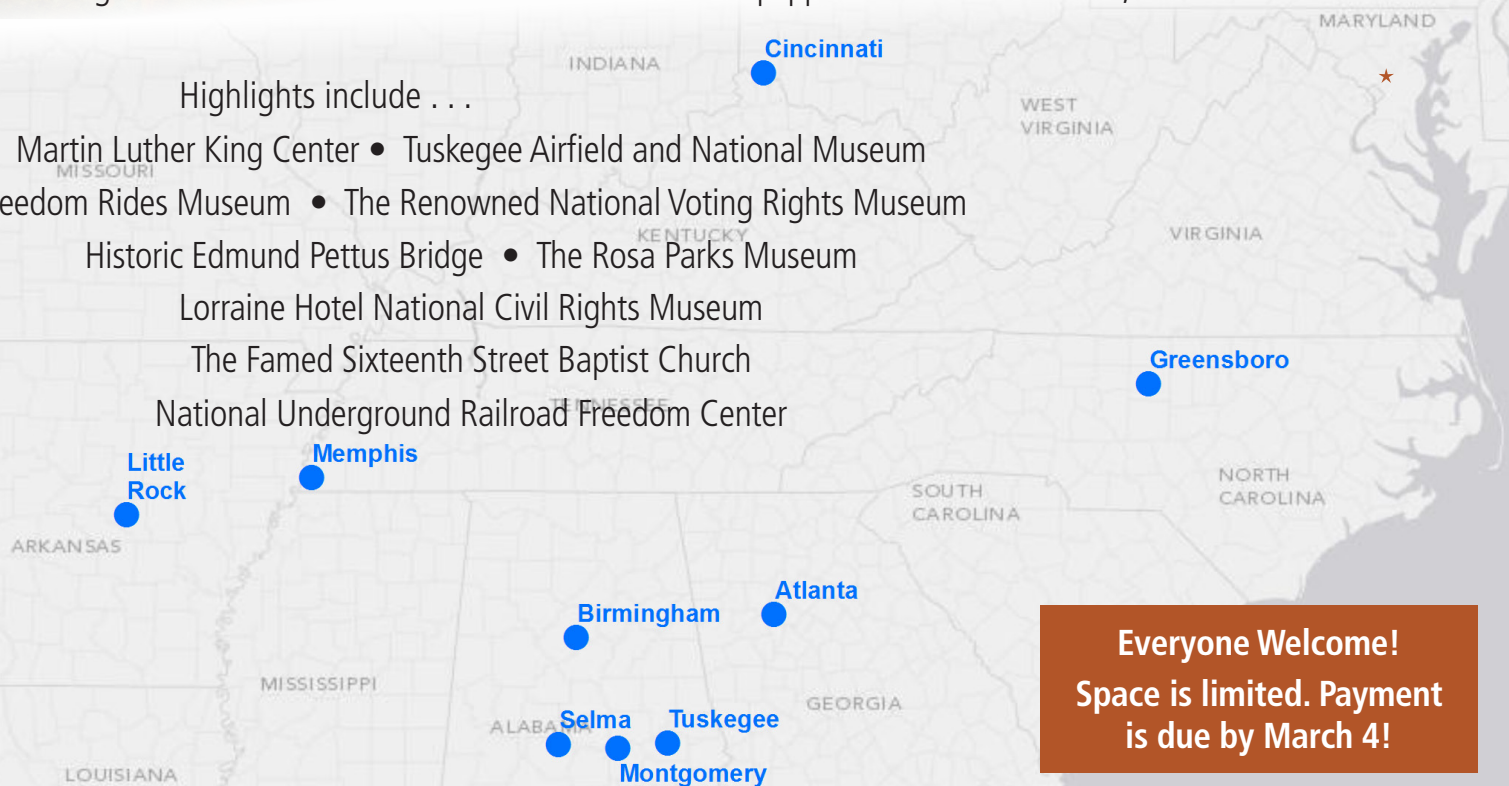 MARYLAND
Cincinnati
INDIANA
Highlights include . . .
WEST
VIRGINIA
Martin Luther King Center • Tuskegee Airfield and National Museum
MISSOURI
eedom Rides Museum • The Renowned National Voting Rights Museum
KENTUCKY
VIRGINIA
Historic Edmund Pettus Bridge • The Rosa Parks Museum
Lorraine Hotel National Civil Rights Museum
The Famed Sixteenth Street Baptist Church
Greensboro
TENNESSEE
National Underground Railroad Freedom Center
Little
Rock
Memphis
NORTH
CAROLINA
SOUTH
CAROLINA
ARKANSAS
Atlanta
Birmingham
Everyone Welcome!
Space is limited. Payment
is due by March 4!
MISSISSIPPI
GEORGIA
ALABAMA
Selma
Tuskegee
Montgomery
LOUISIANA